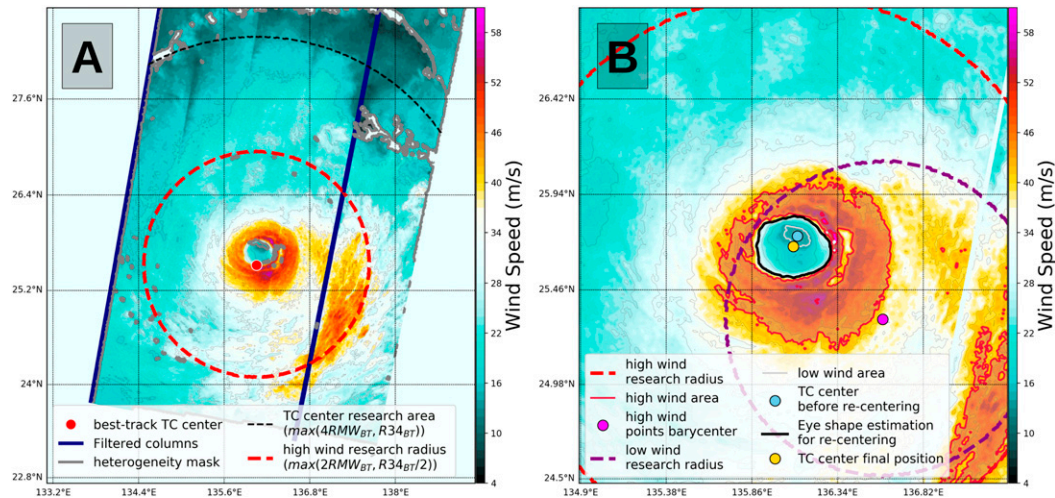 A
27.6°N
26.4°N
25.2°N
24°N
22.8°N
133.2°E
134.4°E
135.6°E
136.8°E
138°E
best-track TC center
Filtered columns
heterogeneity mask
TC center research area
(max(4RMW_BT, R34_BT))
high wind research radius
(max(2RMW_BT, R34_BT/2))
58
52
46
40
34
28
22
16
10
4
Wind Speed (m/s)
B
26.42°N
25.94°N
25.46°N
24.98°N
24.5°N
134.9°E
135.38°E
135.86°E
136.34°E
136.82°E
high wind
research radius
high wind area
high wind
points barycenter
low wind
research radius
low wind area
TC center
before re-centering
Eye shape estimation
for re-centering
TC center final position
58
52
46
40
34
28
22
16
10
4
Wind Speed (m/s)